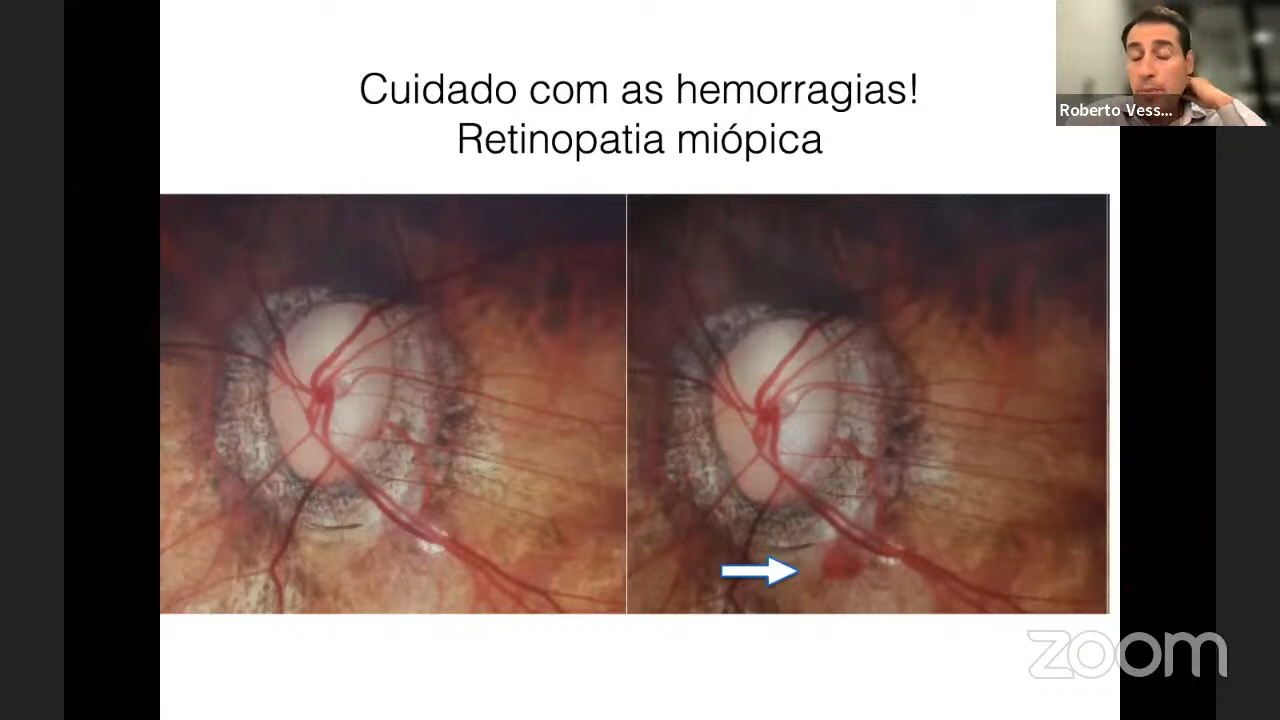 Cuidado com as hemorragias!
Retinopatia miópica
Roberto Vess...
zoom